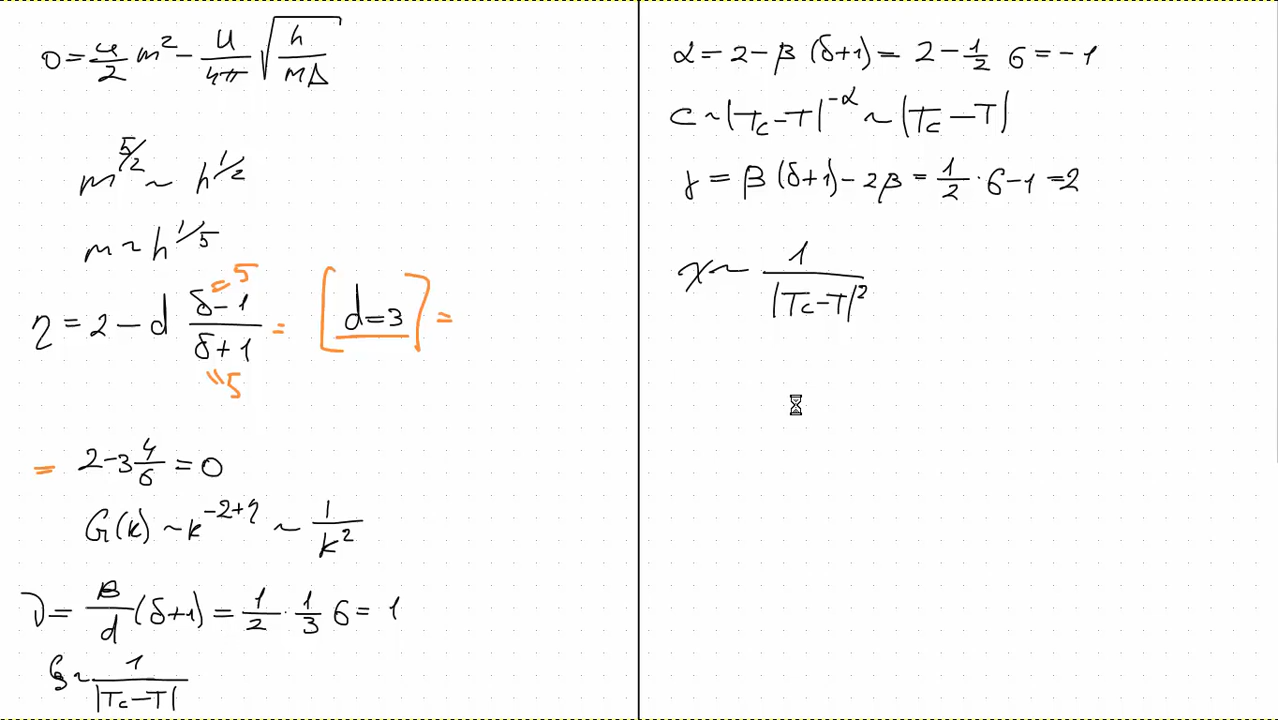 0 = u/2 m² − u/4π √(h/mΔ)
m^{5/2} ~ h^{1/2}
m ~ h^{1/5}
= 5
η = 2 − d (δ−1)/(δ+1) = [d=3] =
"5
= 2 − 3 4/6 = 0
G(k) ~ k^{−2+η} ~ 1/k²
ν = β/d (δ+1) = 1/2 · 1/3 6 = 1
ξ ~ 1/|Tc−T|
α = 2 − β (δ+1) = 2 − 1/2 6 = −1
C ~ |Tc−T|^{−α} ~ |Tc−T|
γ = β (δ+1) − 2β = 1/2 · 6 − 1 = 2
χ ~ 1/|Tc−T|²